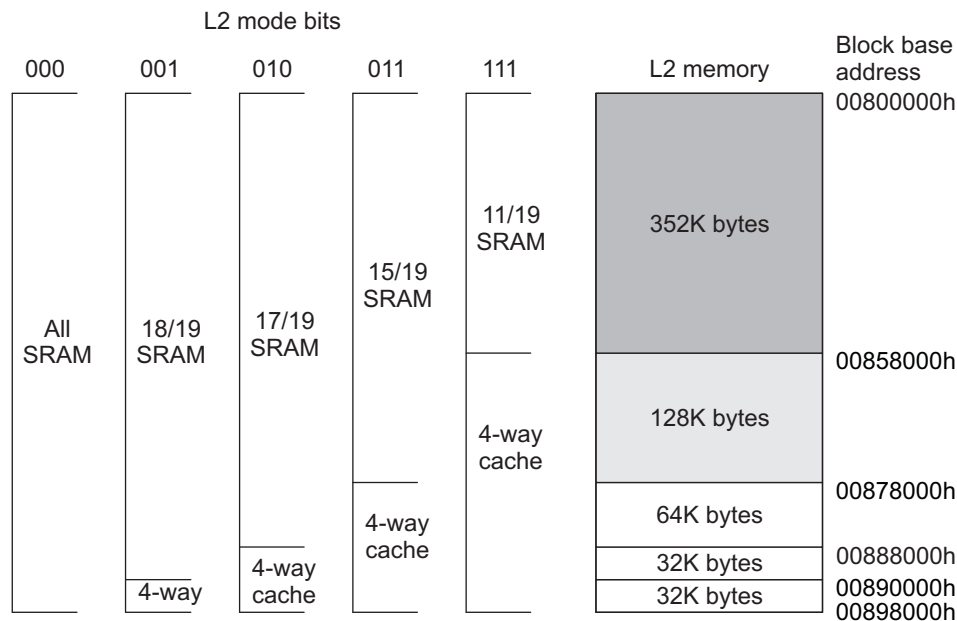 L2 mode bits
000 001 010 011 111 L2 memory
Block base
address
00800000h
11/19
SRAM
352K bytes
15/19
SRAM
All
SRAM
18/19
SRAM
17/19
SRAM
00858000h
4-way
cache
128K bytes
00878000h
4-way
cache
64K bytes
00888000h
4-way
cache
32K bytes
00890000h
4-way
32K bytes
00898000h